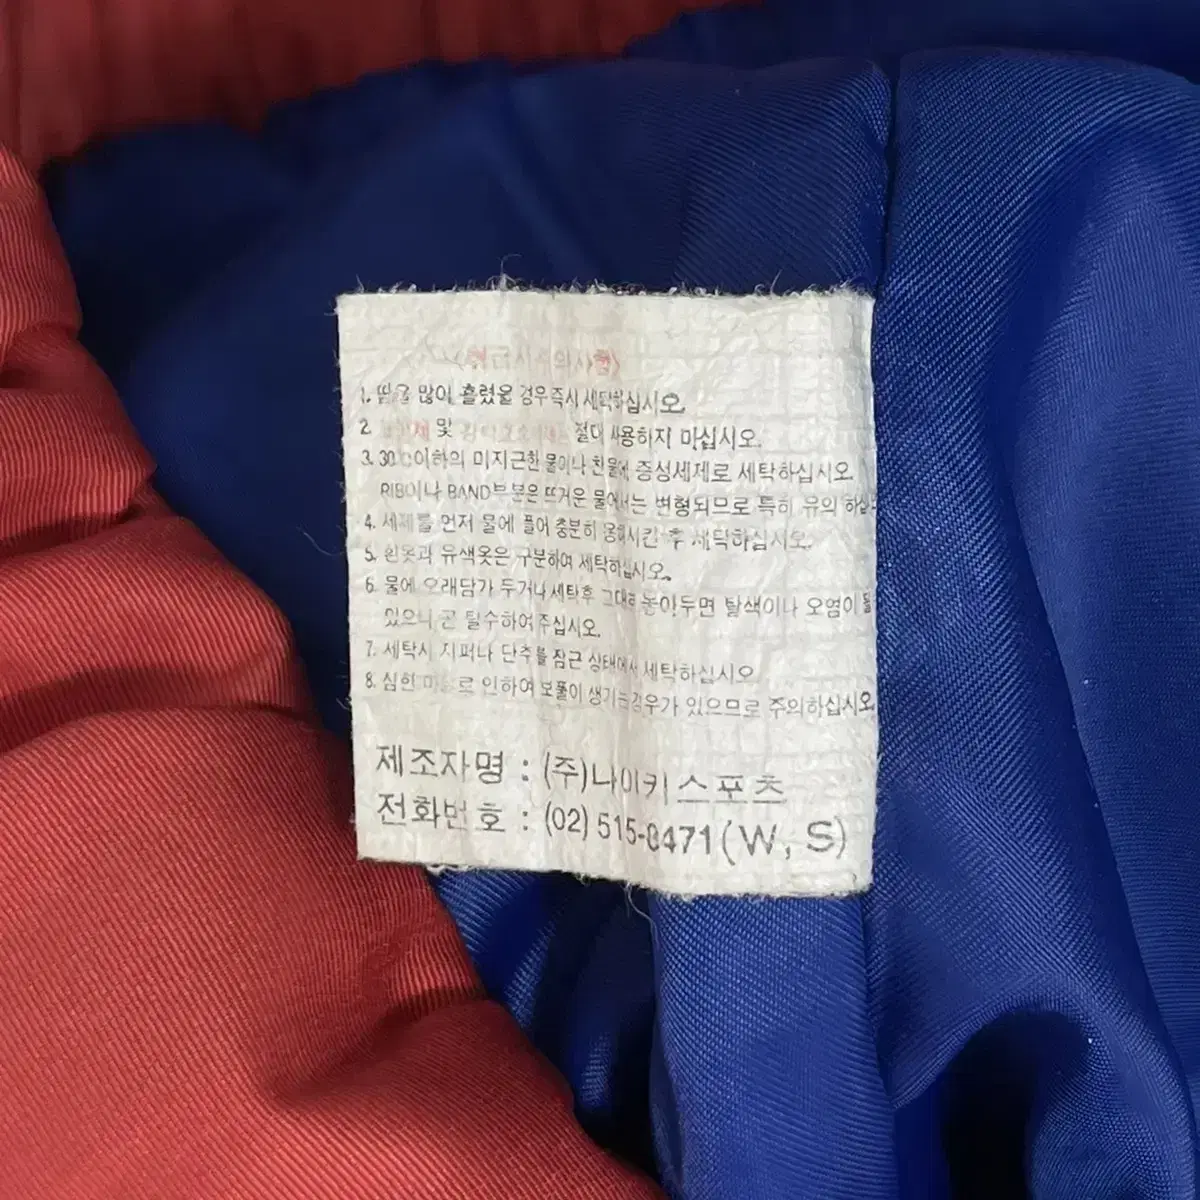 1. 땀을 많이 흘렸을 경우 즉시 세탁하십시오.
2. 및 절대 사용하지 마십시오.
3. 30℃이하의 미지근한 물이나 찬물에 중성세제로 세탁하십시오
RIB이나 BAND부분은 뜨거운 물에서는 변형되므로 특히 유의 하십
4. 세제를 먼저 물에 풀어 충분히 용해시킨 후 세탁하십시오.
5. 흰옷과 유색옷은 구분하여 세탁하십시오.
6. 물에 오래담가 두거나 세탁후 그대로 놓아두면 탈색이나 오염이 될
있으니 곧 탈수하여 주십시오.
7. 세탁시 지퍼나 단추를 잠근 상태에서 세탁하십시오
8. 심한 마찰로 인하여 보풀이 생기는경우가 있으므로 주의하십시오
제조자명 : (주)나이키 스포츠
전화번호 : (02) 515-8471 (W, S)